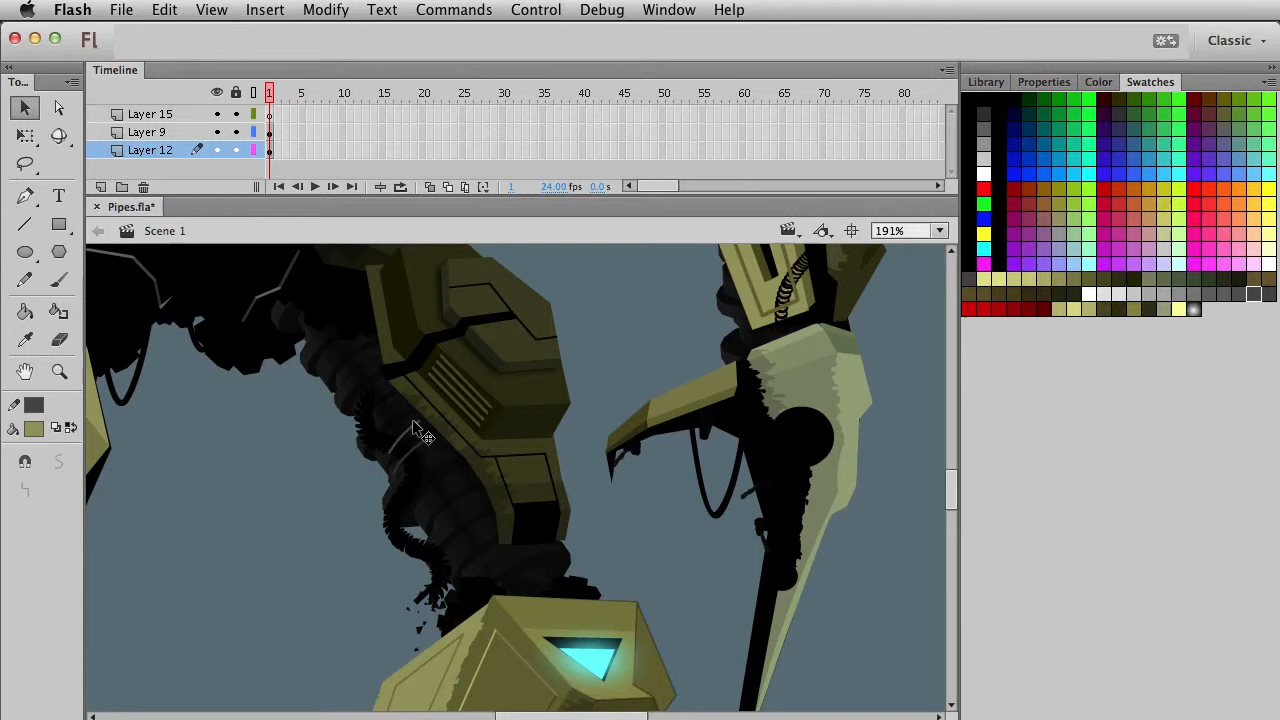 Flash File Edit View Insert Modify Text Commands Control Debug Window Help
Fl Classic
To... Timeline Library Properties Color Swatches
1 5 10 15 20 25 30 35 40 45 50 55 60 65 70 75 80
Layer 15
Layer 9
Layer 12
1 24.00 fps 0.0 s
Pipes.fla*
Scene 1 191%
T